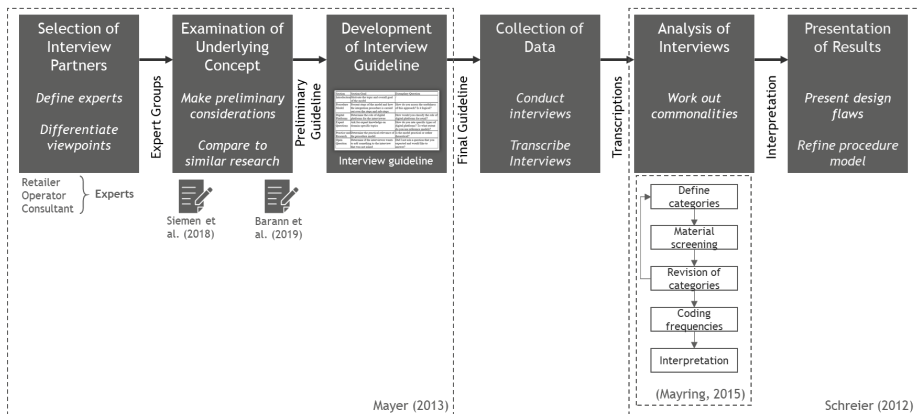 Selection of
Interview
Partners
Define experts
Differentiate
viewpoints
Expert Groups
Examination of
Underlying
Concept
Make preliminary
considerations
Compare to
similar research
Preliminary
Guideline
Development
of Interview
Guideline
Interview guideline
Final Guideline
Collection of
Data
Conduct
interviews
Transcribe
Interviews
Transcriptions
Analysis of
Interviews
Work out
commonalities
Interpretation
Presentation
of Results
Present design
flaws
Refine procedure
model
Retailer
Operator
Consultant
Experts
Siemen et
al. (2018)
Barann et
al. (2019)
Define
categories
Material
screening
Revision of
categories
Coding
frequencies
Interpretation
(Mayring, 2015)
Mayer (2013)
Schreier (2012)